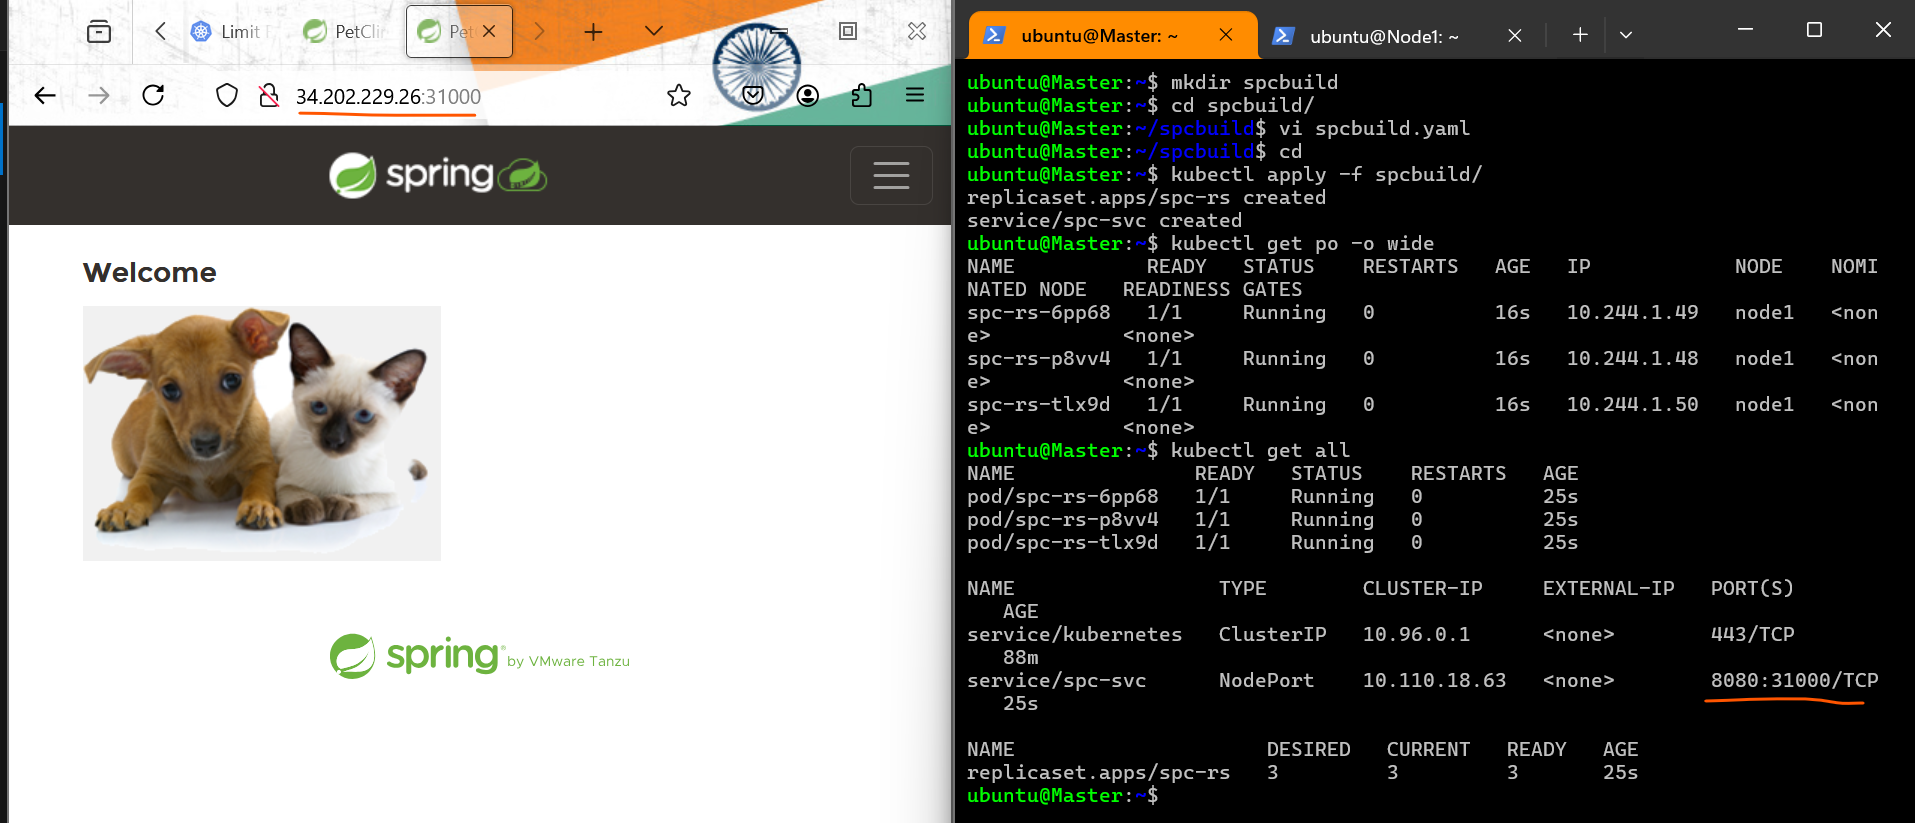 Limit
PetCli
Pet
34.202.229.26:31000
spring
Welcome
spring by VMware Tanzu
ubuntu@Master: ~
ubuntu@Node1: ~
ubuntu@Master:~$ mkdir spcbuild
ubuntu@Master:~$ cd spcbuild/
ubuntu@Master:~/spcbuild$ vi spcbuild.yaml
ubuntu@Master:~/spcbuild$ cd
ubuntu@Master:~$ kubectl apply -f spcbuild/
replicaset.apps/spc-rs created
service/spc-svc created
ubuntu@Master:~$ kubectl get po -o wide
NAME READY STATUS RESTARTS AGE IP NODE NOMI
NATED NODE READINESS GATES
spc-rs-6pp68 1/1 Running 0 16s 10.244.1.49 node1 <non
e> <none>
spc-rs-p8vv4 1/1 Running 0 16s 10.244.1.48 node1 <non
e> <none>
spc-rs-tlx9d 1/1 Running 0 16s 10.244.1.50 node1 <non
e> <none>
ubuntu@Master:~$ kubectl get all
NAME READY STATUS RESTARTS AGE
pod/spc-rs-6pp68 1/1 Running 0 25s
pod/spc-rs-p8vv4 1/1 Running 0 25s
pod/spc-rs-tlx9d 1/1 Running 0 25s
NAME TYPE CLUSTER-IP EXTERNAL-IP PORT(S)
AGE
service/kubernetes ClusterIP 10.96.0.1 <none> 443/TCP
88m
service/spc-svc NodePort 10.110.18.63 <none> 8080:31000/TCP
25s
NAME DESIRED CURRENT READY AGE
replicaset.apps/spc-rs 3 3 3 25s
ubuntu@Master:~$